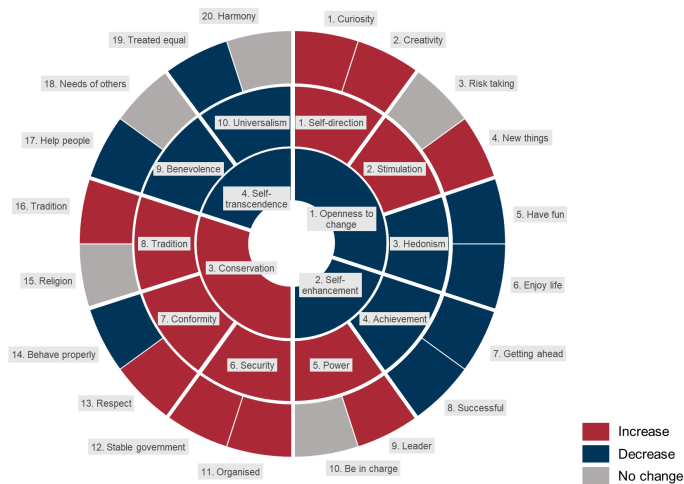 20. Harmony
1. Curiosity
19. Treated equal
2. Creativity
18. Needs of others
3. Risk taking
17. Help people
10. Universalism
1. Self-direction
4. New things
9. Benevolence
2. Stimulation
16. Tradition
4. Self-
transcendence
1. Openness to
change
5. Have fun
8. Tradition
3. Hedonism
15. Religion
3. Conservation
2. Self-
enhancement
6. Enjoy life
7. Conformity
4. Achievement
14. Behave properly
7. Getting ahead
6. Security
5. Power
13. Respect
8. Successful
12. Stable government
9. Leader
11. Organised
10. Be in charge
Increase
Decrease
No change